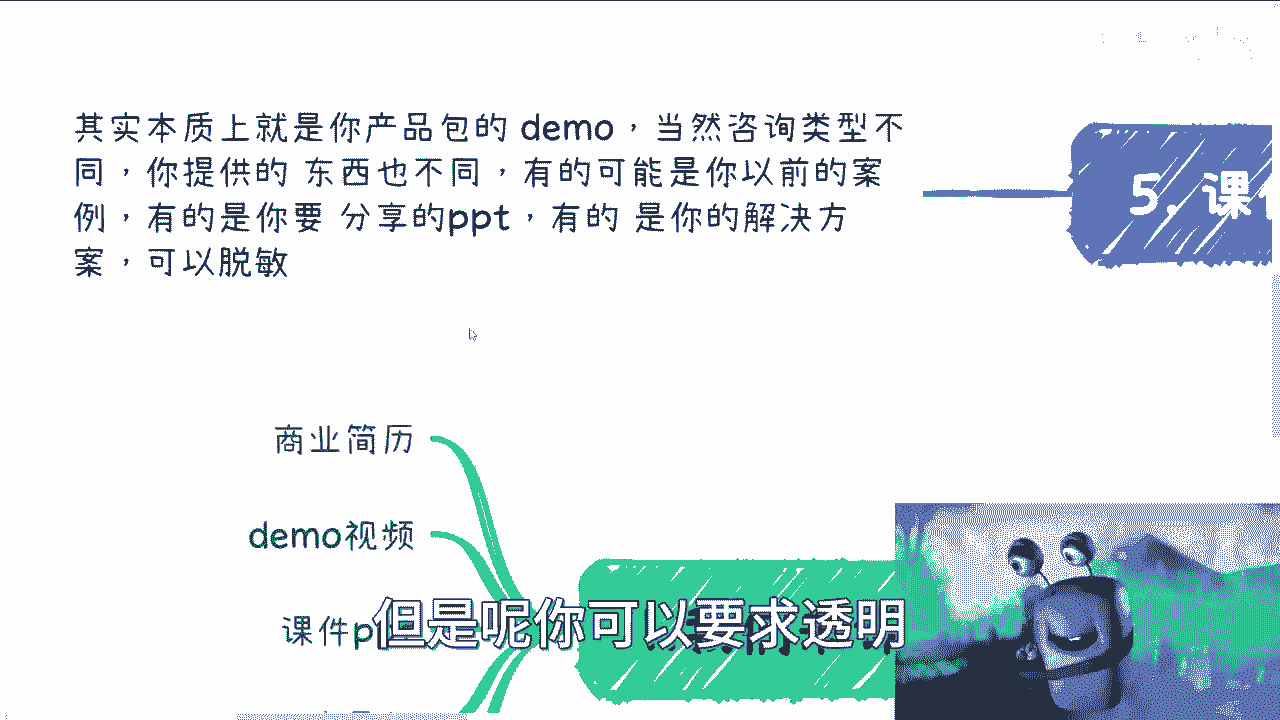 其实本质上就是你产品包的 demo，当然咨询类型不
同，你提供的 东西也不同，有的可能是你以前的案
例，有的是你要 分享的ppt，有的 是你的解决方
案，可以脱敏
5. 课
商业简历
demo视频
课件p
但是呢你可以要求透明